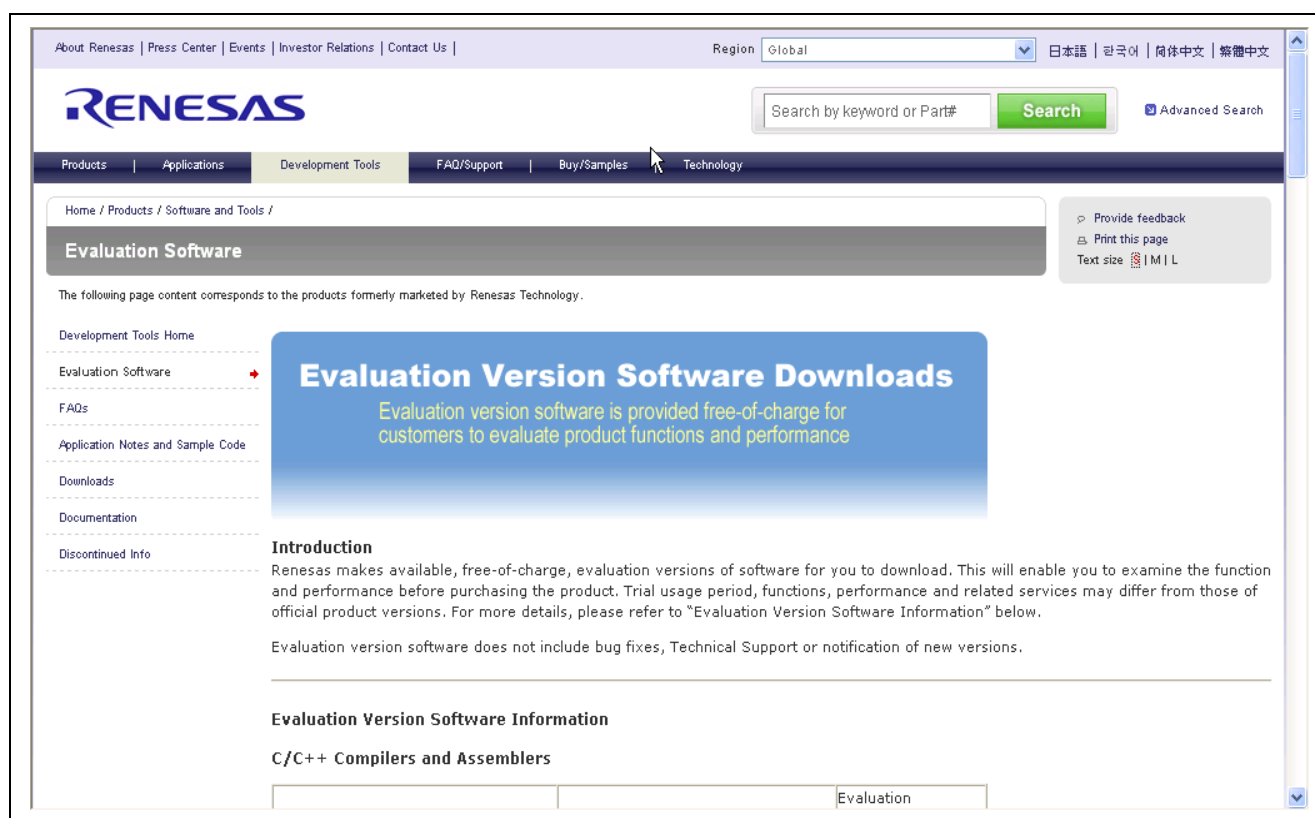 About Renesas | Press Center | Events | Investor Relations | Contact Us |
Region Global
日本語 | 한국어 | 简体中文 | 繁體中文
RENESAS
Search by keyword or Part#
Search
Advanced Search
Products | Applications Development Tools FAQ/Support | Buy/Samples Technology
Home / Products / Software and Tools /
Evaluation Software
Provide feedback
Print this page
Text size S | M | L
The following page content corresponds to the products formerly marketed by Renesas Technology.
Development Tools Home
Evaluation Software
FAQs
Application Notes and Sample Code
Downloads
Documentation
Discontinued Info
Evaluation Version Software Downloads
Evaluation version software is provided free-of-charge for
customers to evaluate product functions and performance
Introduction
Renesas makes available, free-of-charge, evaluation versions of software for you to download. This will enable you to examine the function
and performance before purchasing the product. Trial usage period, functions, performance and related services may differ from those of
official product versions. For more details, please refer to “Evaluation Version Software Information” below.
Evaluation version software does not include bug fixes, Technical Support or notification of new versions.
Evaluation Version Software Information
C/C++ Compilers and Assemblers
Evaluation